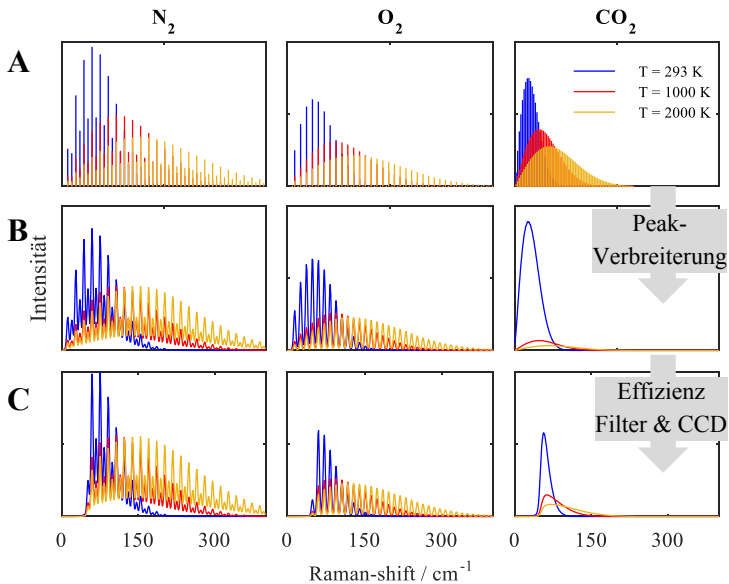 N2 O2 CO2
A
T = 293 K
T = 1000 K
T = 2000 K
B
Peak-
Verbreiterung
Intensität
C
Effizienz
Filter & CCD
0 150 300 0 150 300 0 150 300
Raman-shift / cm-1